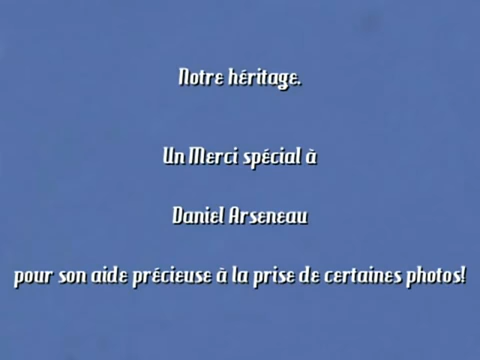 Notre héritage.
Un Merci spécial à
Daniel Arseneau
pour son aide précieuse à la prise de certaines photos!